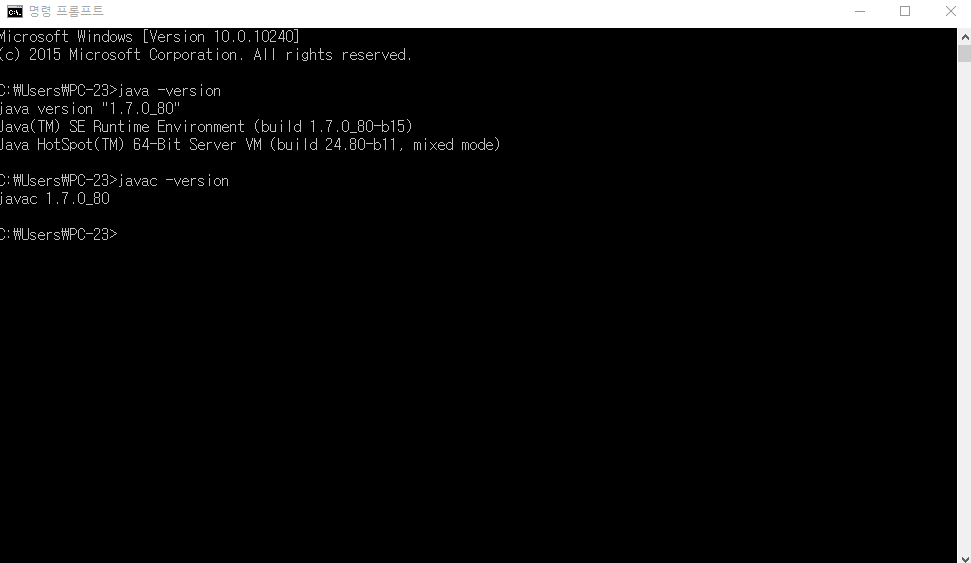 명령 프롬프트
Microsoft Windows [Version 10.0.10240]
(c) 2015 Microsoft Corporation. All rights reserved.
C:₩Users₩PC-23>java -version
java version "1.7.0_80"
Java(TM) SE Runtime Environment (build 1.7.0_80-b15)
Java HotSpot(TM) 64-Bit Server VM (build 24.80-b11, mixed mode)
C:₩Users₩PC-23>javac -version
javac 1.7.0_80
C:₩Users₩PC-23>